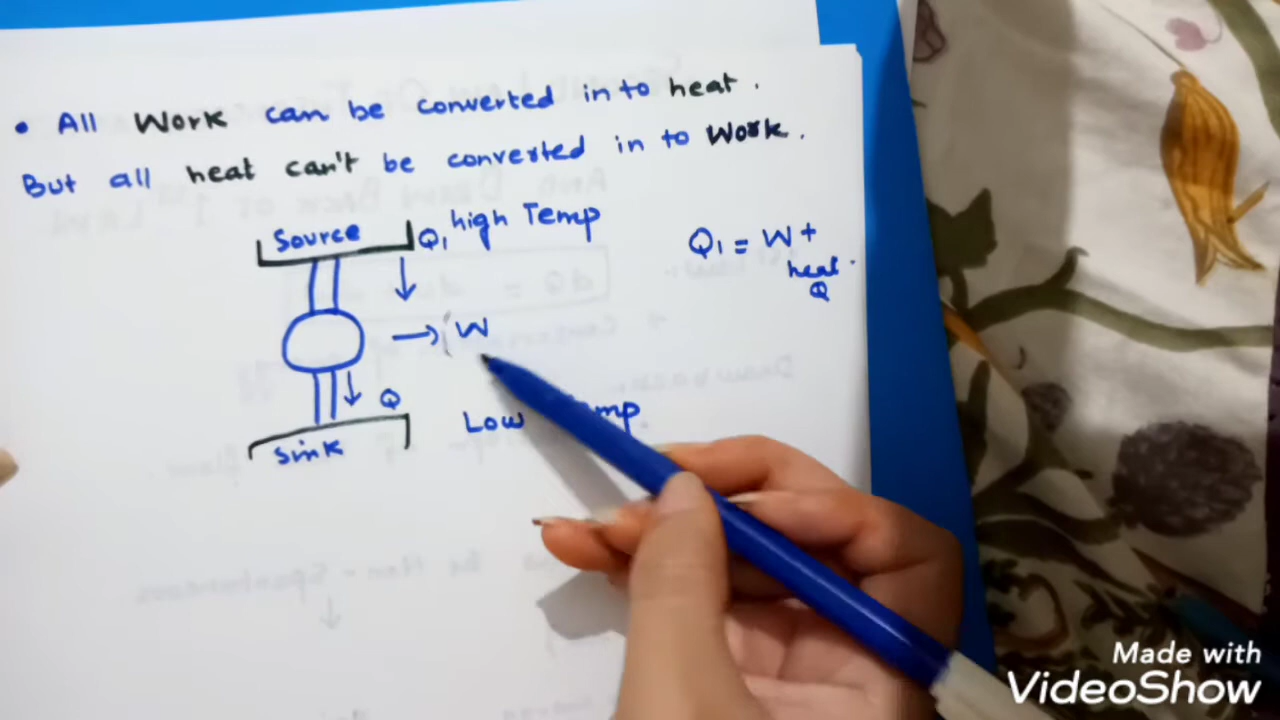 • All Work can be converted in to heat.
But all heat can't be converted in to Work.
Source Q1 high Temp
Q1 = W +
heat.
Q
→ W
Q
Low
Sink
Made with
VideoShow